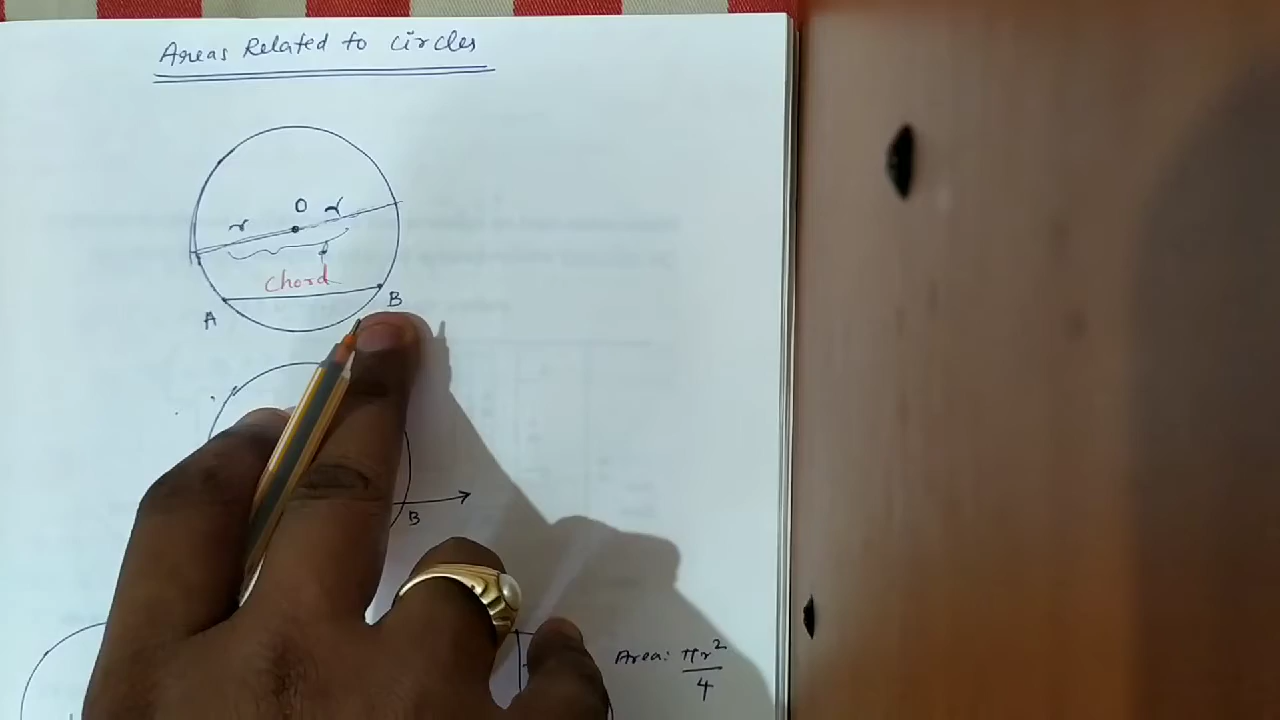 Areas Related to Circles
O
r
r
d
Chord
A
B
B
Area: πr²/4